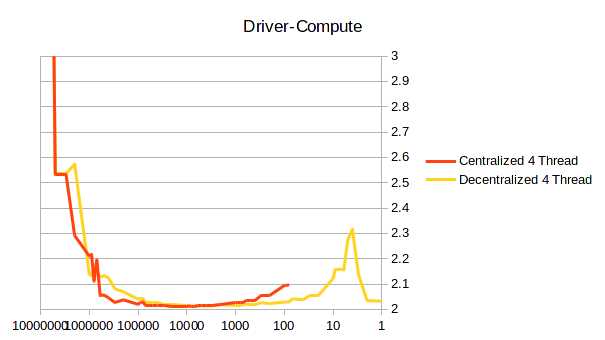 Driver-Compute
3
2.9
2.8
2.7
2.6
2.5
2.4
2.3
2.2
2.1
2
Centralized 4 Thread
Decentralized 4 Thread
10000000 1000000 100000 10000 1000 100 10 1